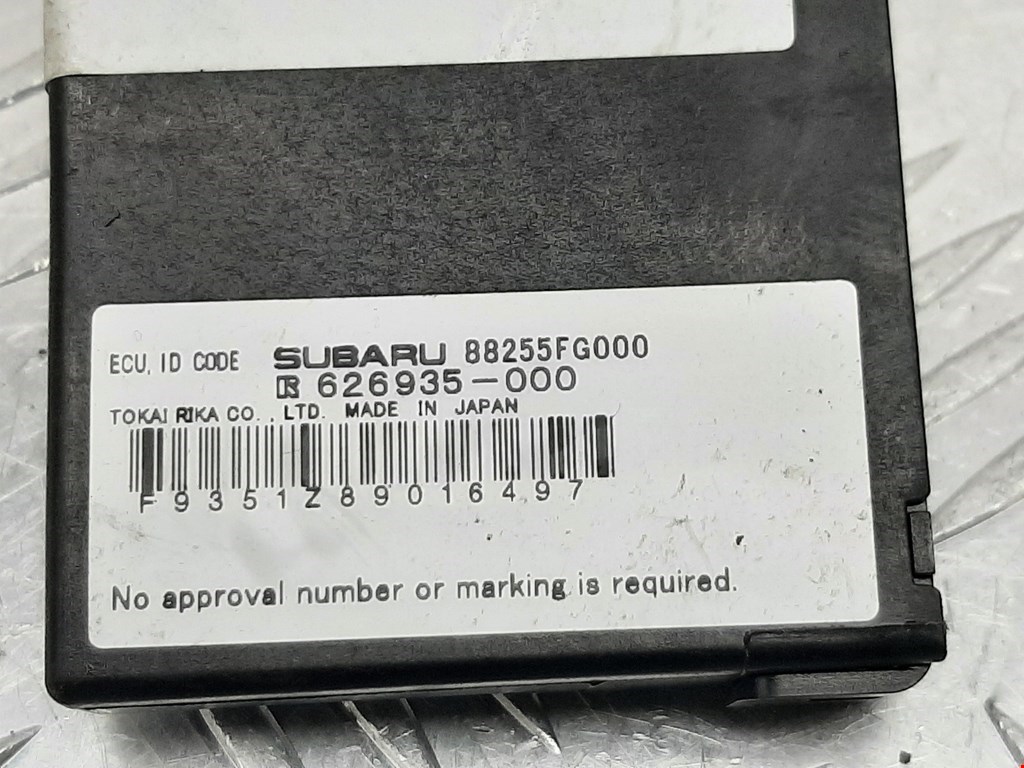 ECU, ID CODE SUBARU 88255FG000
R 626935-000
TOKAI RIKA CO., LTD. MADE IN JAPAN
F9351Z89016497
No approval number or marking is required.